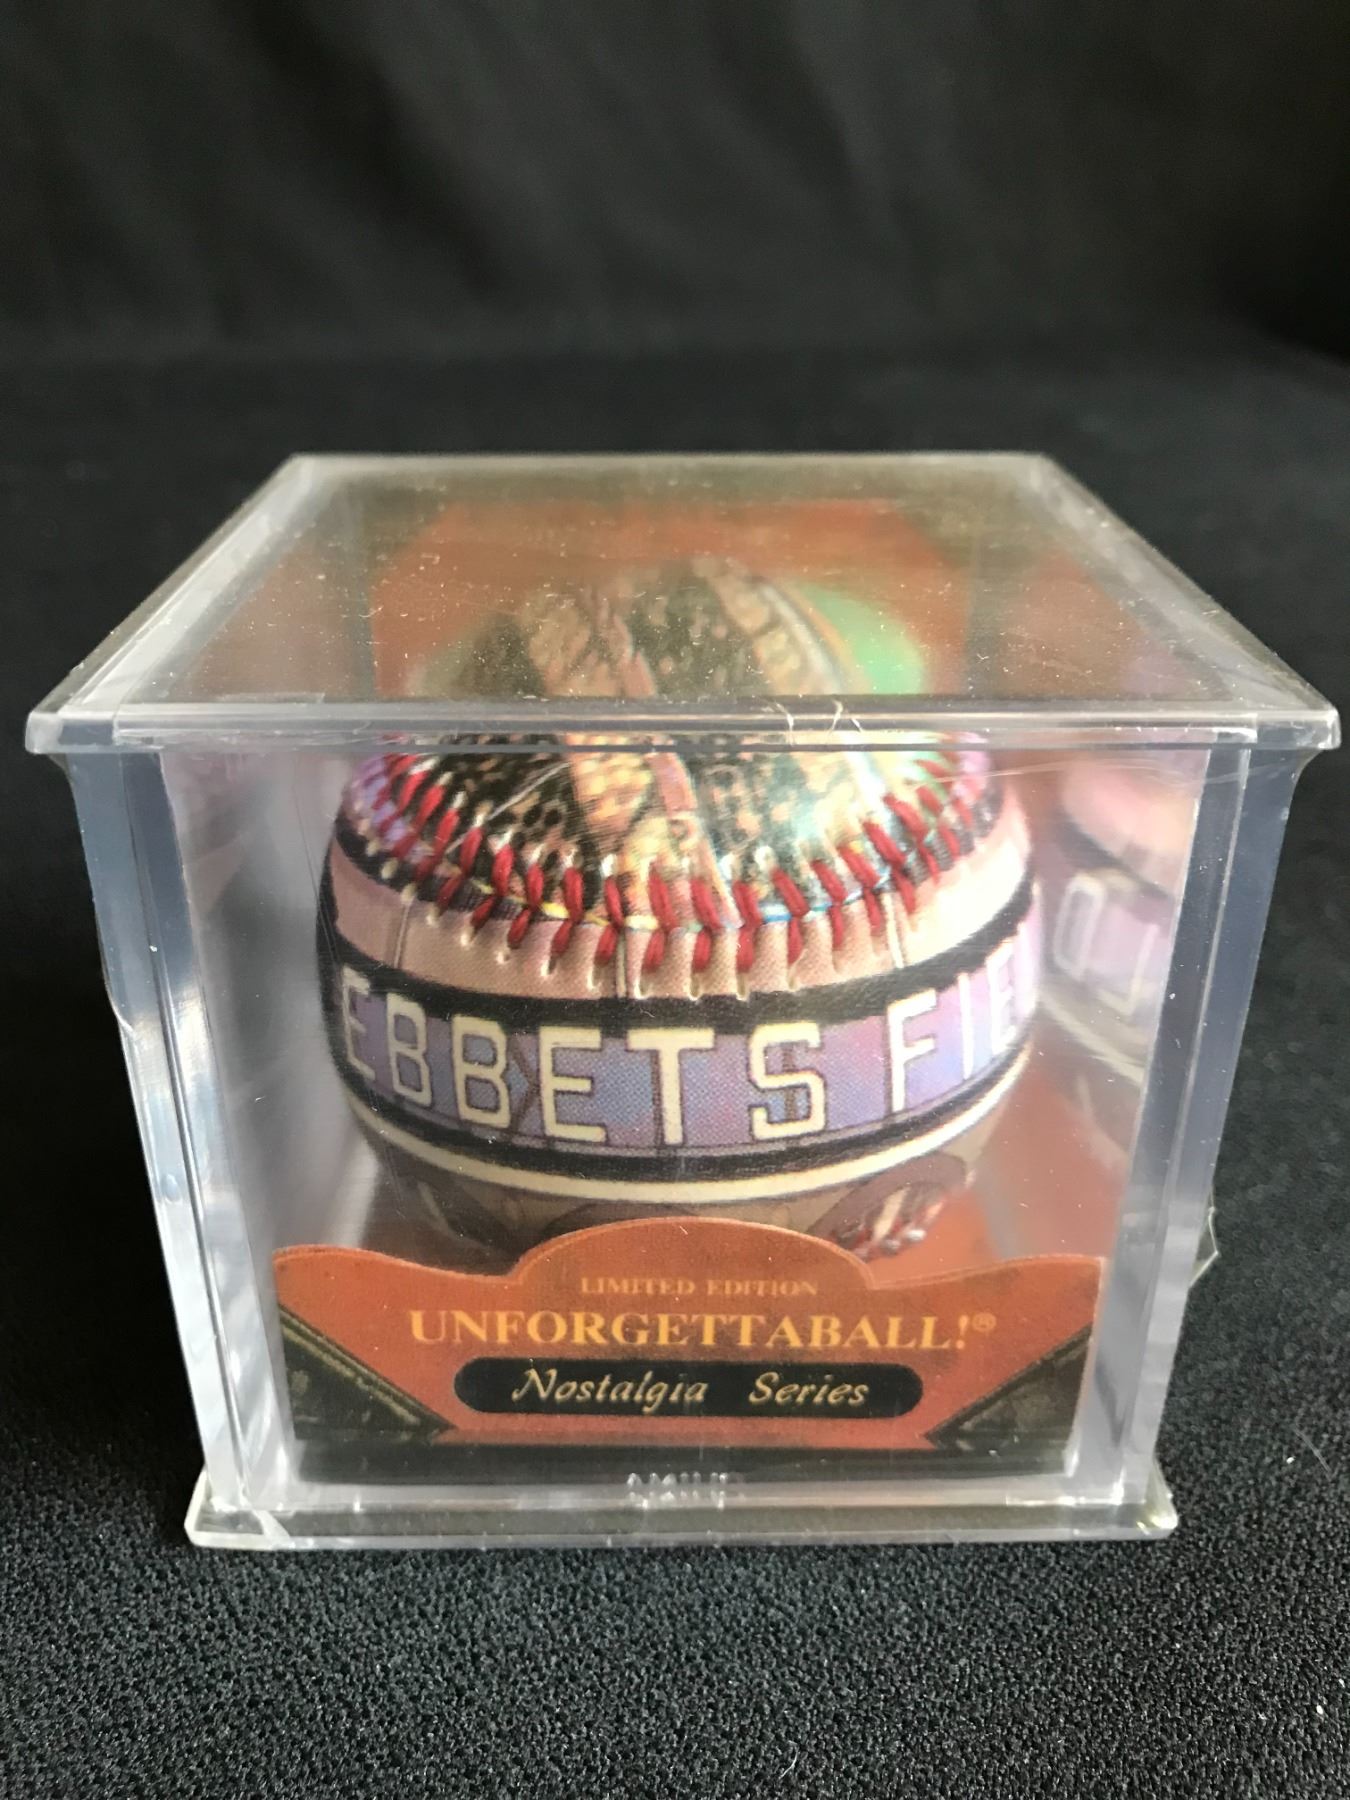 EBBETS FIE
LIMITED EDITION
UNFORGETTABALL!®
Nostalgia Series